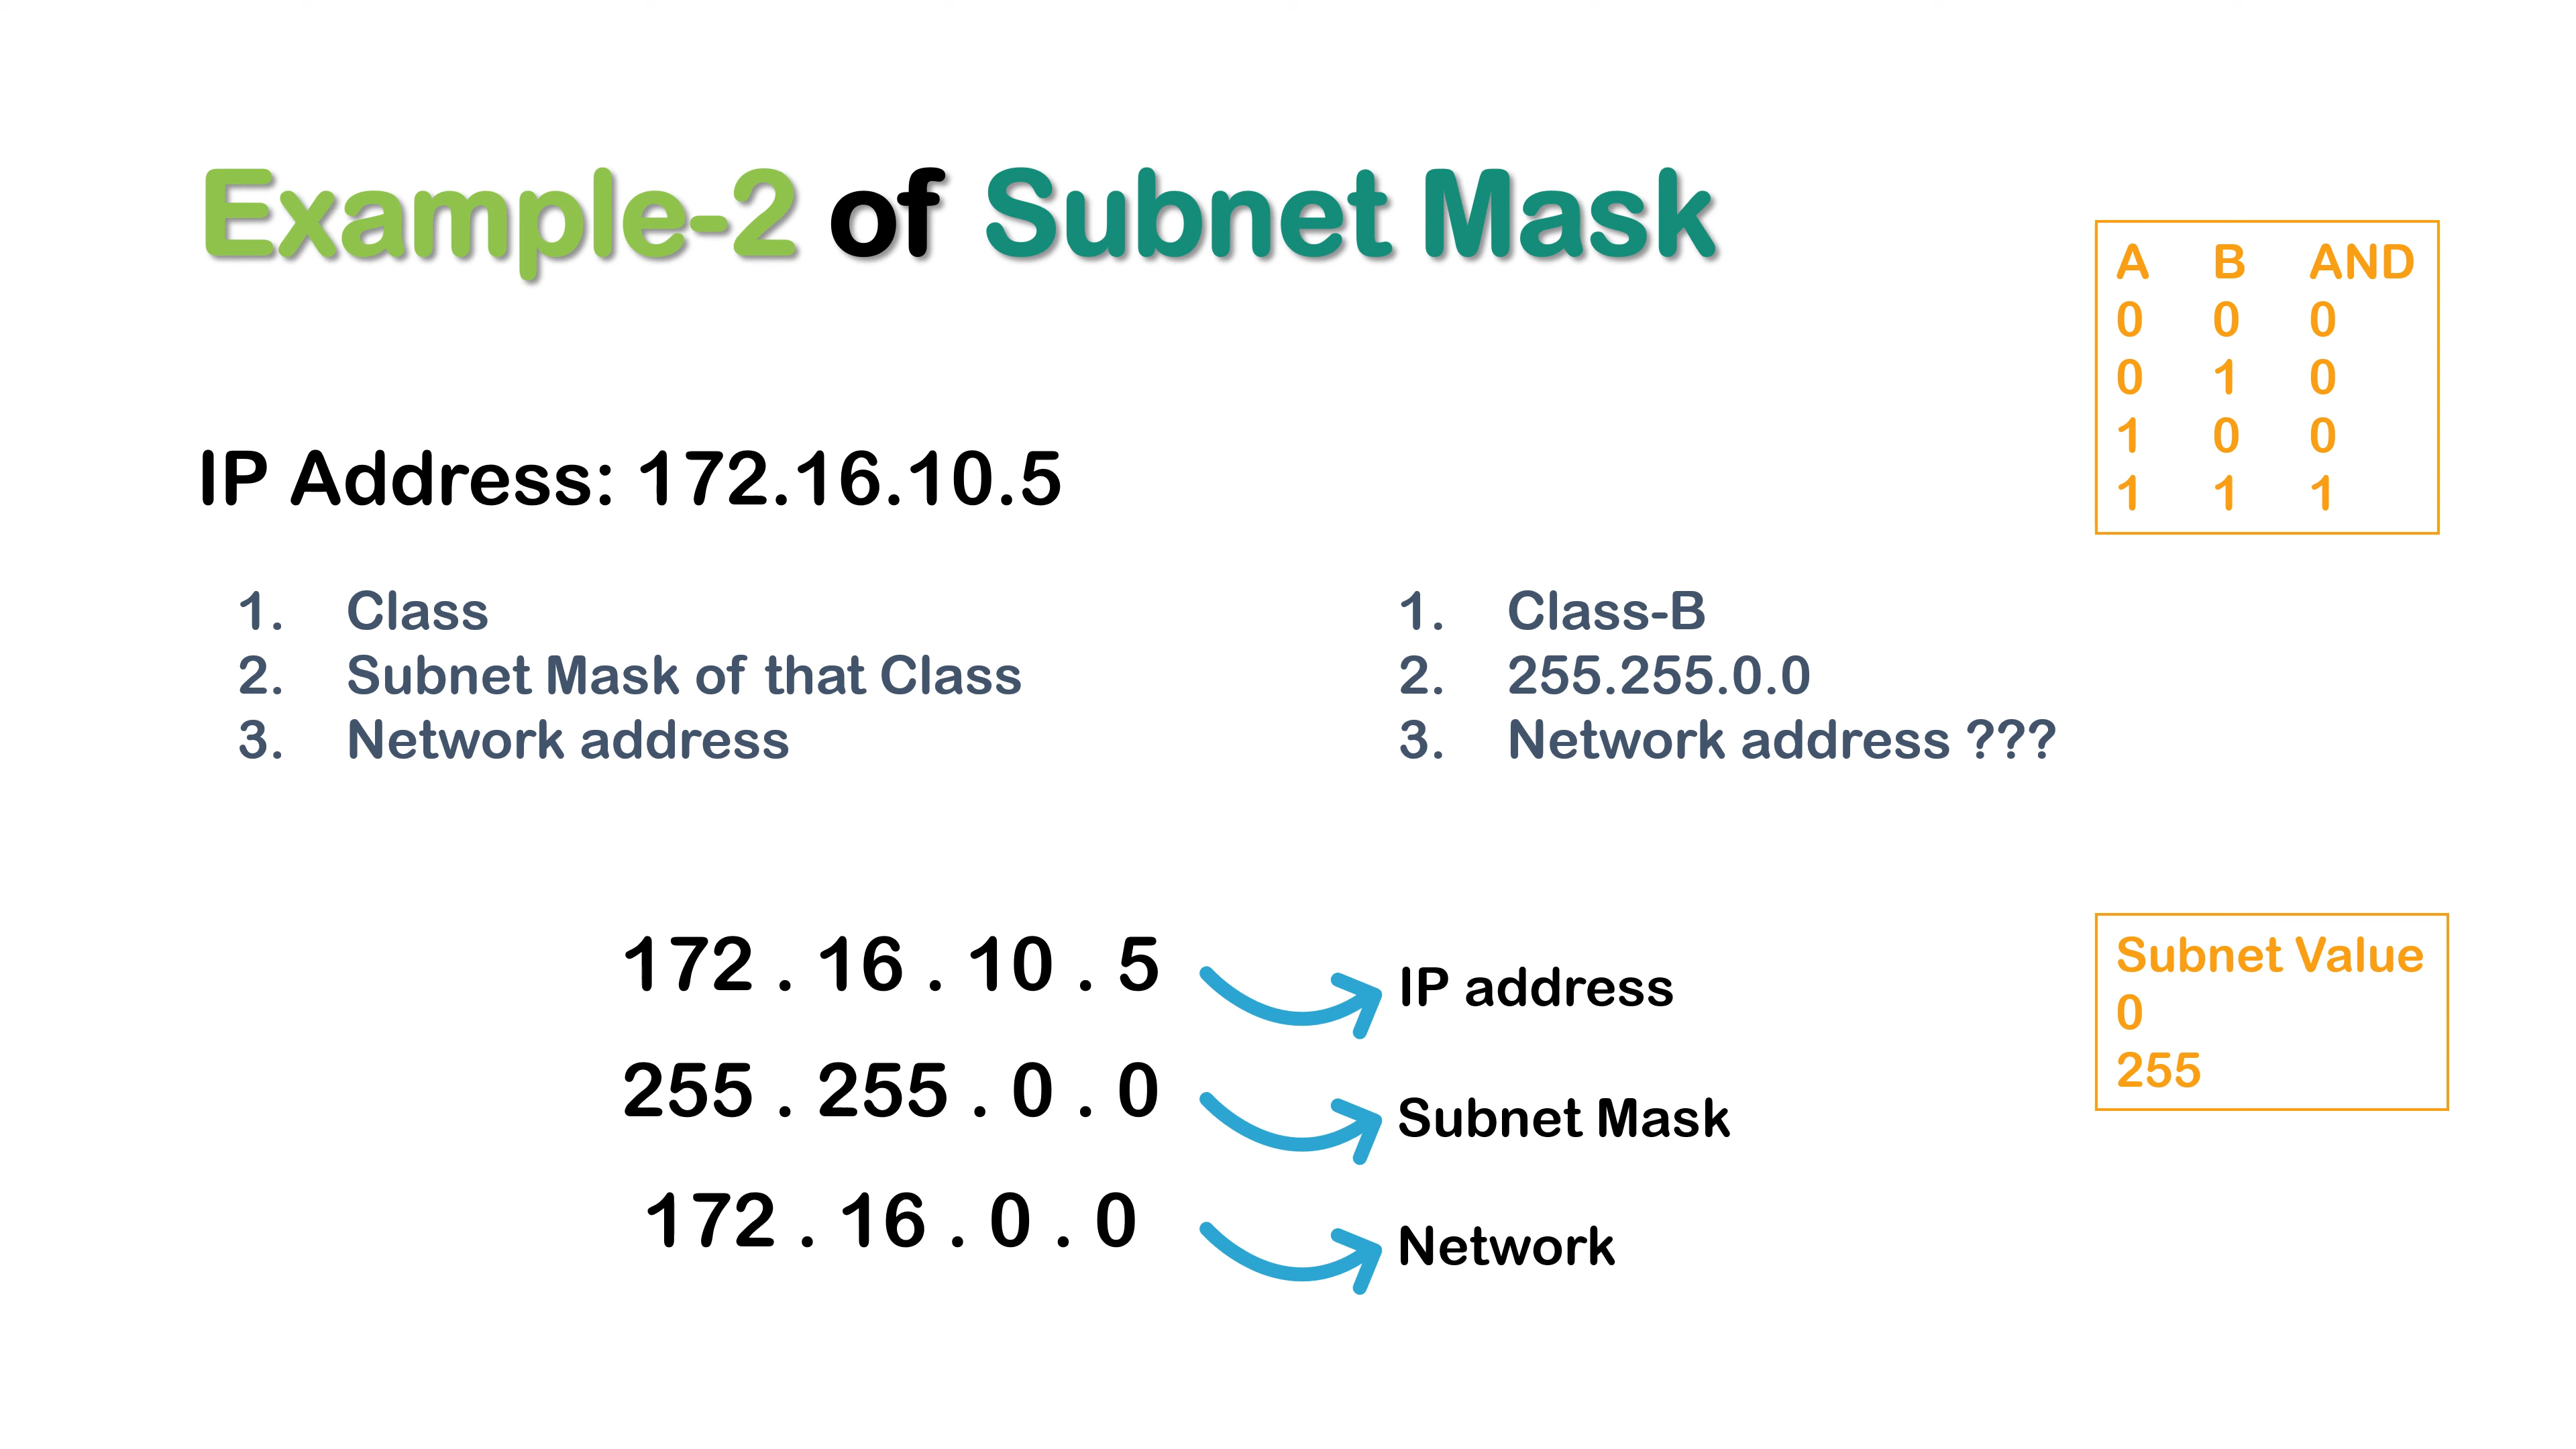 Example-2 of Subnet Mask
A B AND
0 0 0
0 1 0
1 0 0
1 1 1
IP Address: 172.16.10.5
1. Class
2. Subnet Mask of that Class
3. Network address
1. Class-B
2. 255.255.0.0
3. Network address ???
172 . 16 . 10 . 5
IP address
255 . 255 . 0 . 0
Subnet Mask
172 . 16 . 0 . 0
Network
Subnet Value
0
255